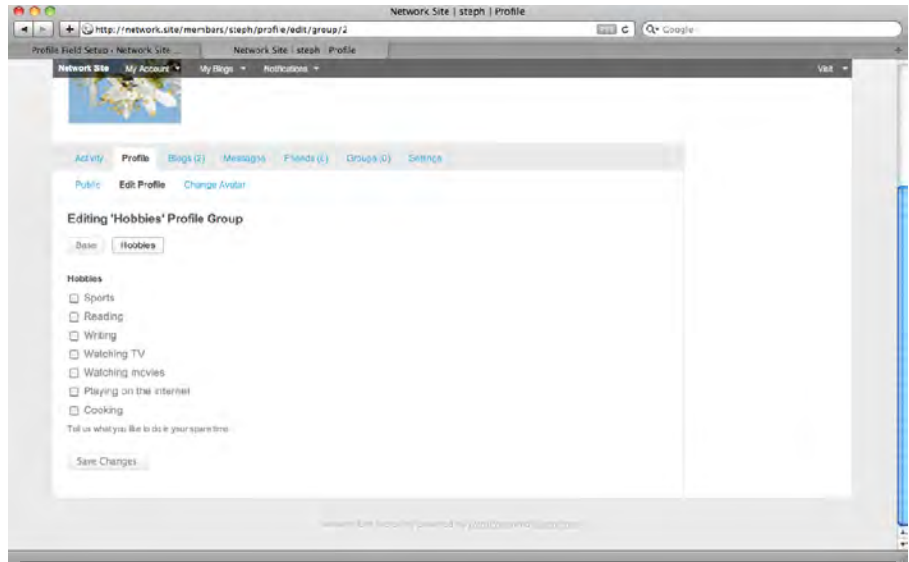 Network Site | steph | Profile
http://network.site/members/steph/profile/edit/group/2
Google
Profile Field Setup ‹ Network Site ...
Network Site | steph | Profile
Network Site My Account My Blogs Notifications Visit
Activity Profile Blogs (2) Messages Friends (0) Groups (0) Settings
Public Edit Profile Change Avatar
Editing 'Hobbies' Profile Group
Base Hobbies
Hobbies
Sports
Reading
Writing
Watching TV
Watching movies
Playing on the internet
Cooking
Tell us what you like to do in your spare time
Save Changes